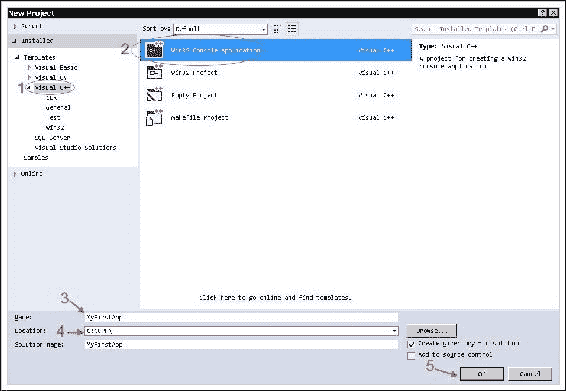 New Project
Recent
Installed
Sort by: Default
Search Installed Templates (Ctrl
Templates
Visual Basic
Visual C#
1 Visual C++
CLR
General
Test
Win32
SQL Server
Visual Studio Solutions
Samples
Online
2 Win32 Console Application Visual C++
Win32 Project Visual C++
Empty Project Visual C++
Makefile Project Visual C++
Type: Visual C++
A project for creating a Win32 console application
Click here to go online and find templates.
3
Name: MyFirstApp
4
Location:
Solution name: MyFirstApp
Browse...
Create directory for solution
Add to source control
5
OK
Cancel